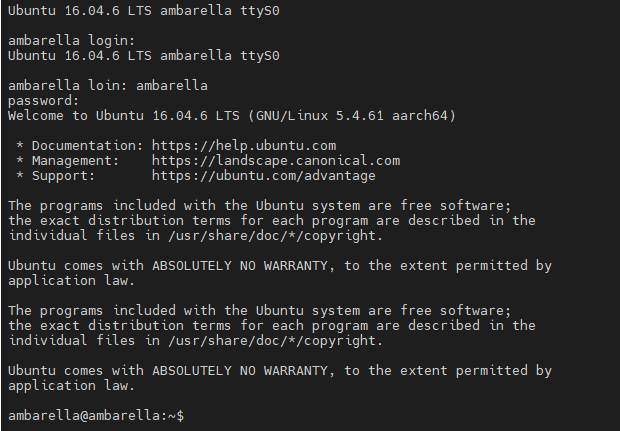 Ubuntu 16.04.6 LTS ambarella ttyS0
ambarella login:
Ubuntu 16.04.6 LTS ambarella ttyS0
ambarella loin: ambarella
password:
Welcome to Ubuntu 16.04.6 LTS (GNU/Linux 5.4.61 aarch64)
* Documentation: https://help.ubuntu.com
* Management: https://landscape.canonical.com
* Support: https://ubuntu.com/advantage
The programs included with the Ubuntu system are free software;
the exact distribution terms for each program are described in the
individual files in /usr/share/doc/*/copyright.
Ubuntu comes with ABSOLUTELY NO WARRANTY, to the extent permitted by
application law.
The programs included with the Ubuntu system are free software;
the exact distribution terms for each program are described in the
individual files in /usr/share/doc/*/copyright.
Ubuntu comes with ABSOLUTELY NO WARRANTY, to the extent permitted by
application law.
ambarella@ambarella:~$